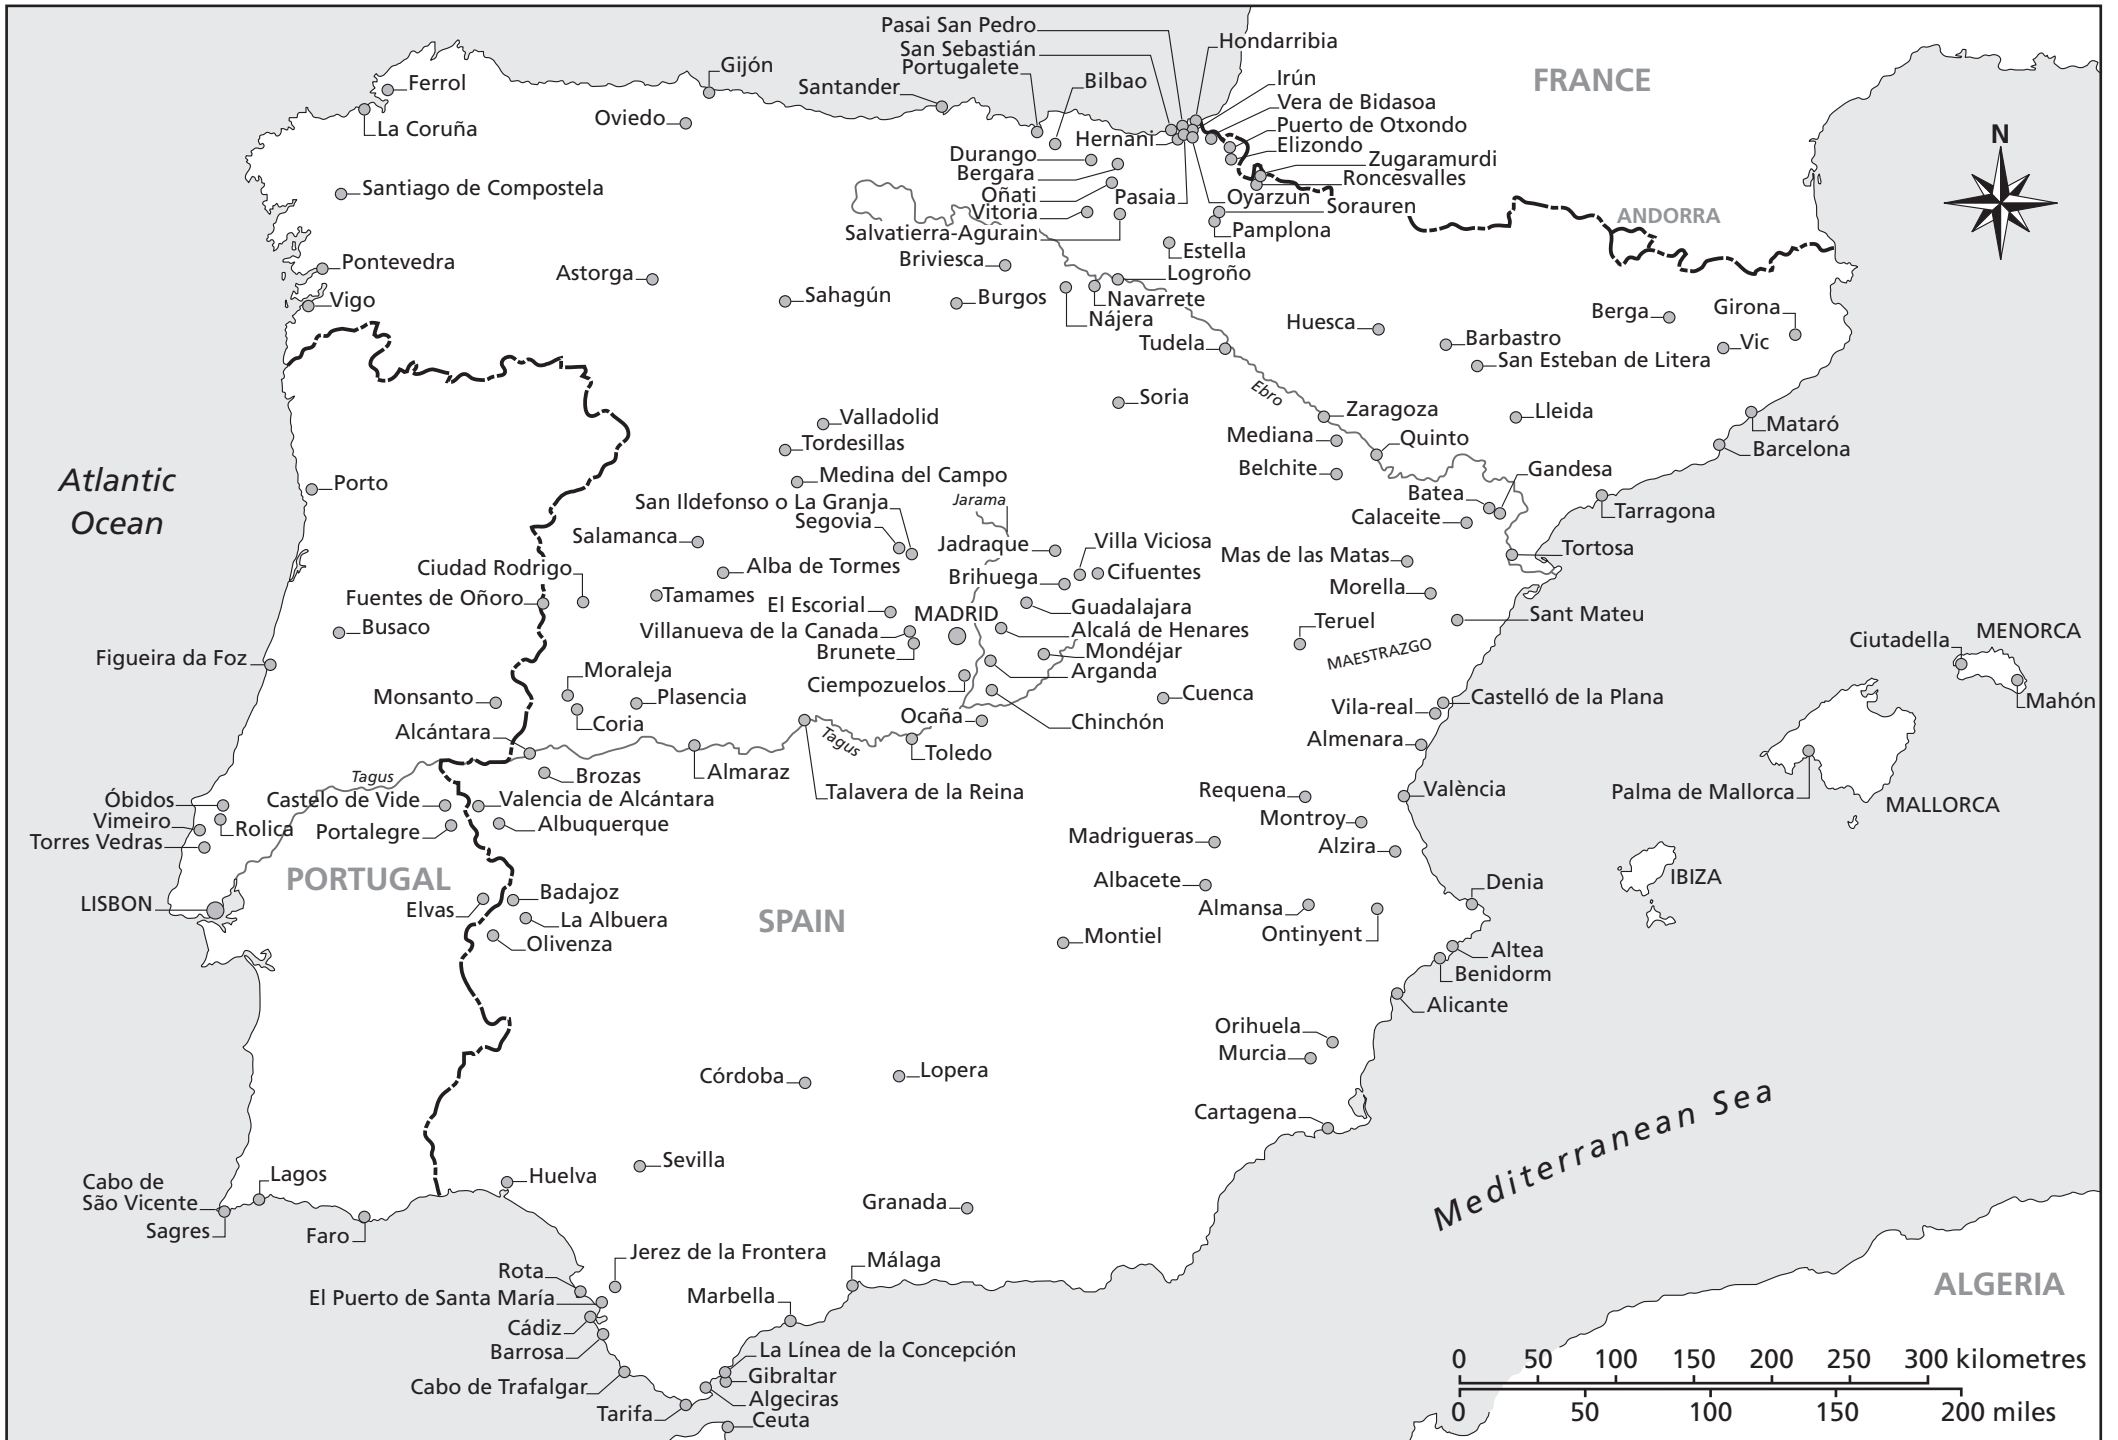 Pasai San Pedro
San Sebastián
Portugalete
Hondarribia
Irún
Vera de Bidasoa
Puerto de Otxondo
Elizondo
Zugaramurdi
Roncesvalles
Oyarzun
Sorauren
Pamplona
FRANCE
ANDORRA
N
Ferrol
La Coruña
Gijón
Oviedo
Santander
Bilbao
Hernani
Durango
Bergara
Oñati
Pasaia
Vitoria
Salvatierra-Agurain
Santiago de Compostela
Pontevedra
Vigo
Astorga
Sahagún
Briviesca
Burgos
Estella
Logroño
Navarrete
Nájera
Tudela
Huesca
Barbastro
San Esteban de Litera
Berga
Girona
Vic
Soria
Ebro
Zaragoza
Lleida
Mataró
Barcelona
Valladolid
Tordesillas
Medina del Campo
Mediana
Quinto
Belchite
Gandesa
Batea
Calaceite
Tarragona
Tortosa
Atlantic
Ocean
Porto
San Ildefonso o La Granja
Segovia
Jarama
Salamanca
Jadraque
Villa Viciosa
Mas de las Matas
Ciudad Rodrigo
Alba de Tormes
Brihuega
Cifuentes
Morella
Fuentes de Oñoro
Tamames
El Escorial
MADRID
Guadalajara
Sant Mateu
Busaco
Villanueva de la Canada
Alcalá de Henares
Teruel
Brunete
Mondéjar
MAESTRAZGO
Figueira da Foz
Arganda
Ciutadella
MENORCA
Mahón
Moraleja
Monsanto
Plasencia
Ciempozuelos
Cuenca
Castelló de la Plana
Vila-real
Coria
Ocaña
Chinchón
Alcántara
Tagus
Toledo
Almenara
Tagus
Brozas
Almaraz
Talavera de la Reina
Requena
València
Palma de Mallorca
MALLORCA
Óbidos
Castelo de Vide
Valencia de Alcántara
Vimeiro
Rolica
Portalegre
Albuquerque
Montroy
Torres Vedras
Madrigueras
Alzira
PORTUGAL
Albacete
Denia
IBIZA
LISBON
Elvas
Badajoz
La Albuera
Olivenza
SPAIN
Almansa
Ontinyent
Montiel
Altea
Benidorm
Alicante
Orihuela
Murcia
Córdoba
Lopera
Cartagena
Mediterranean Sea
Sevilla
Huelva
Granada
Cabo de
São Vicente
Lagos
Sagres
Faro
Jerez de la Frontera
Málaga
Rota
El Puerto de Santa María
Marbella
Cádiz
Barrosa
La Línea de la Concepción
Gibraltar
Cabo de Trafalgar
Algeciras
Tarifa
Ceuta
ALGERIA
0 50 100 150 200 250 300 kilometres
0 50 100 150 200 miles